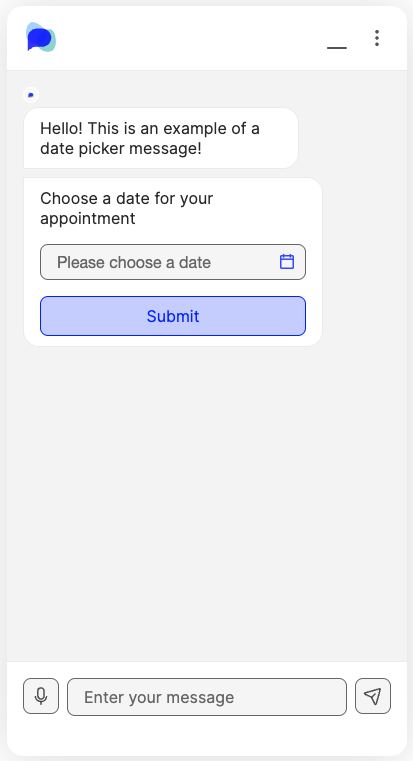 Hello! This is an example of a
date picker message!
Choose a date for your
appointment
Please choose a date
Submit
Enter your message